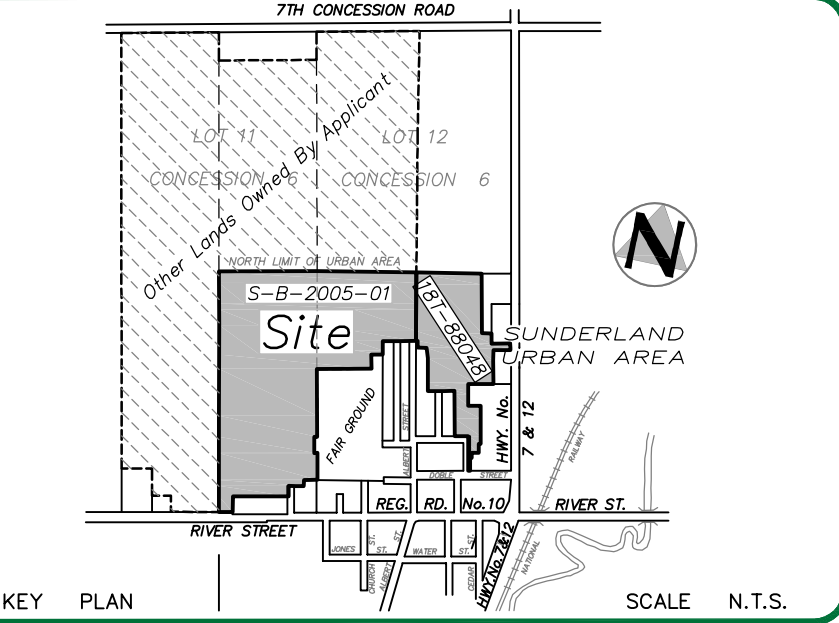 7TH CONCESSION ROAD
LOT 11
LOT 12
CONCESSION 6
CONCESSION 6
Other Lands Owned By Applicant
NORTH LIMIT OF URBAN AREA
S-B-2005-01
Site
18T-88048
N
SUNDERLAND
URBAN AREA
FAIR GROUND
ALBERT STREET
HWY. No.
7 & 12
RAILWAY
DOBLE STREET
REG. RD. No.10
RIVER ST.
RIVER STREET
JONES ST.
CHURCH ST.
ALBERT ST.
WATER ST.
CEDAR ST.
HWY.No.7&12
NATIONAL
KEY PLAN
SCALE N.T.S.